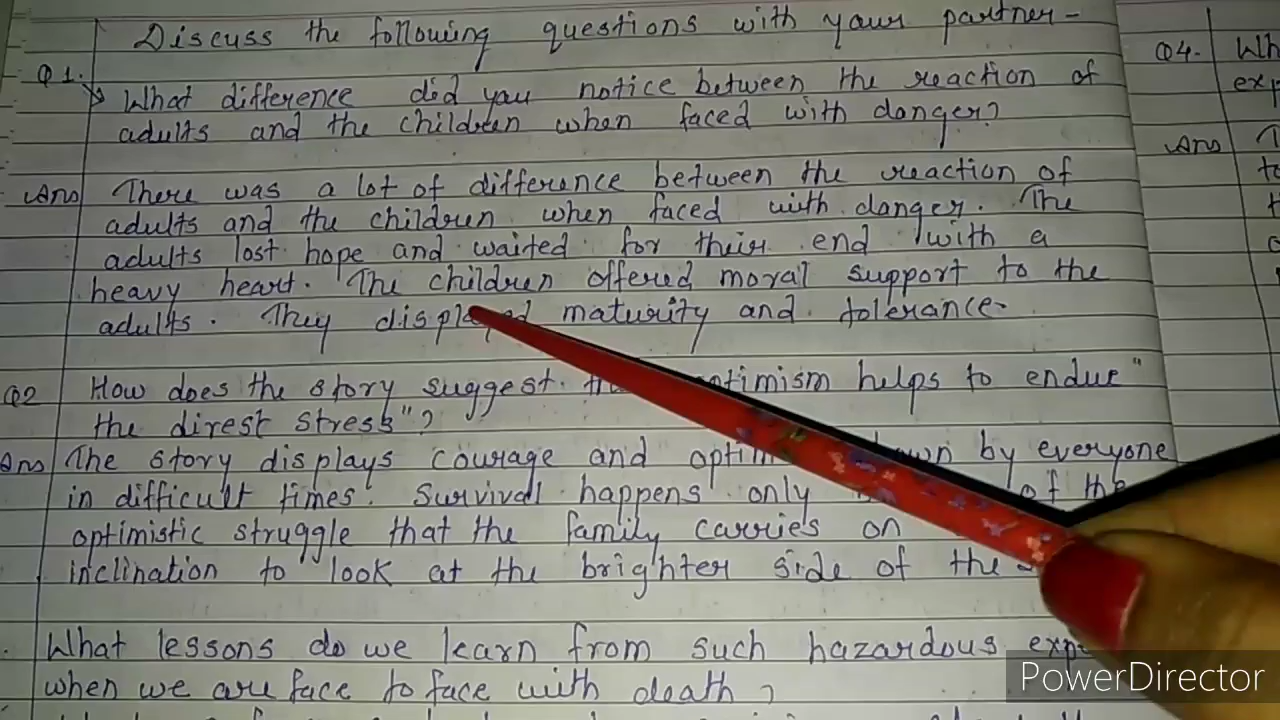 Discuss the following questions with your partner-
Q1. What difference did you notice between the reaction of
adults and the children when faced with danger?
Ans There was a lot of difference between the reaction of
adults and the children when faced with danger. The
adults lost hope and waited for their end with a
heavy heart. The children offered moral support to the
adults. They displayed maturity and tolerance.
Q2 How does the story suggest optimism helps to endue"
the direst stress"?
Ans The story displays courage and by everyone
in difficult times. Survival happens only of the
optimistic struggle that the family carries on
inclination to look at the brighter side of the
What lessons do we learn from such hazardous
when we are face to face with death?
Q4. Wh
exp
Ans T
to
t
PowerDirector